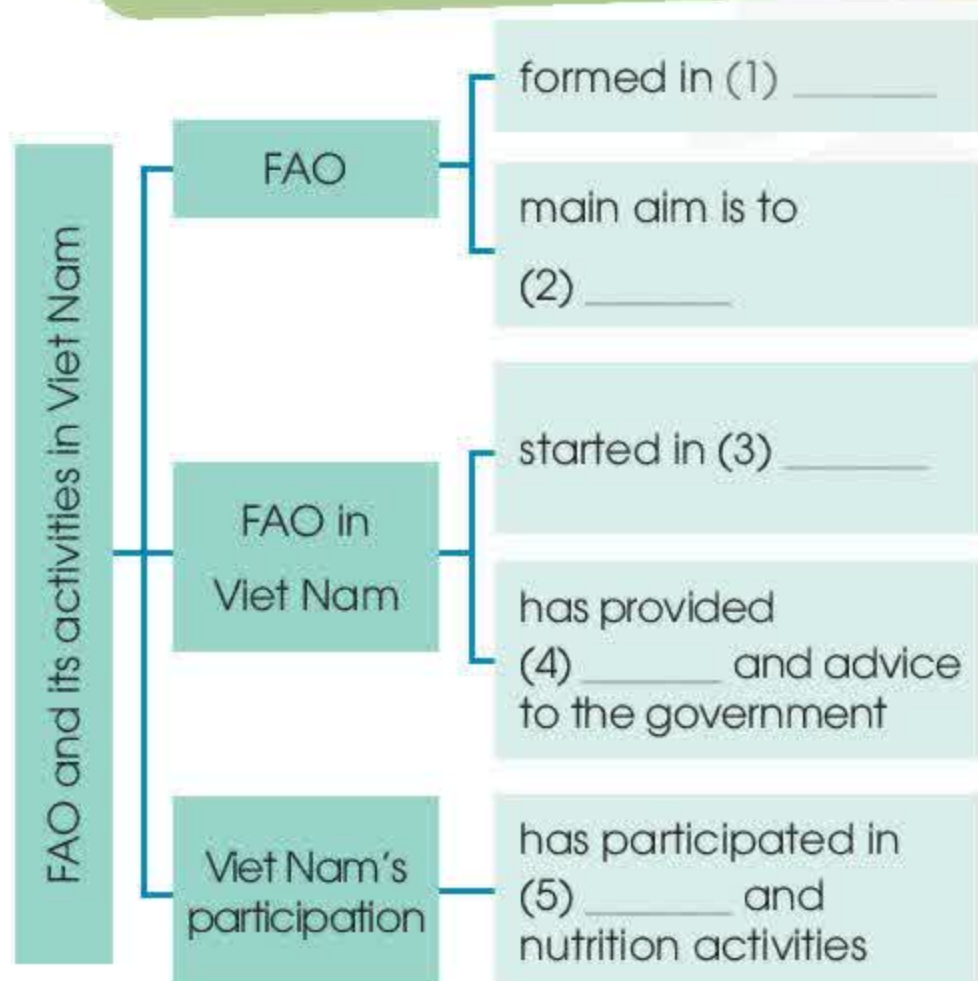 FAO and its activities in Viet Nam
FAO
formed in (1) ______
main aim is to
(2) ______
FAO in
Viet Nam
started in (3) ______
has provided
(4) ______ and advice
to the government
Viet Nam's
participation
has participated in
(5) ______ and
nutrition activities